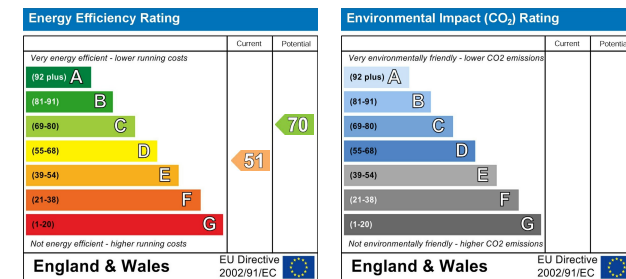 Energy Efficiency Rating
Current Potential
Very energy efficient - lower running costs
(92 plus) A
(81-91) B
(69-80) C
(55-68) D
(39-54) E
(21-38) F
(1-20) G
70
51
Not energy efficient - higher running costs
England & Wales
EU Directive
2002/91/EC
Environmental Impact (CO₂) Rating
Current Potential
Very environmentally friendly - lower CO2 emissions
(92 plus) A
(81-91) B
(69-80) C
(55-68) D
(39-54) E
(21-38) F
(1-20) G
Not environmentally friendly - higher CO2 emissions
England & Wales
EU Directive
2002/91/EC